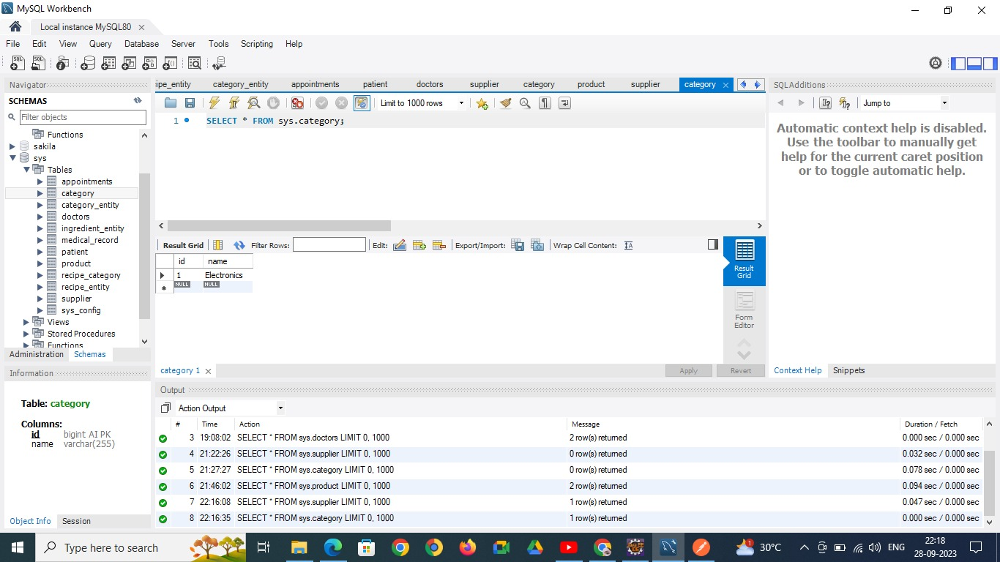 MySQL Workbench
Local instance MySQL80
File Edit View Query Database Server Tools Scripting Help
Navigator
SCHEMAS
Filter objects
Functions
sakila
sys
Tables
appointments
category
category_entity
doctors
ingredient_entity
medical_record
patient
product
recipe_category
recipe_entity
supplier
sys_config
Views
Stored Procedures
Functions
Administration Schemas
Information
Table: category
Columns:
id bigint AI PK
name varchar(255)
Object Info Session
ipe_entity category_entity appointments patient doctors supplier category product supplier category
Limit to 1000 rows
1 SELECT * FROM sys.category;
Result Grid Filter Rows: Edit: Export/Import: Wrap Cell Content:
id name
1 Electronics
NULL NULL
Result
Grid
Form
Editor
category 1 Apply Revert
SQLAdditions
Jump to
Automatic context help is disabled.
Use the toolbar to manually get
help for the current caret position
or to toggle automatic help.
Context Help Snippets
Output
Action Output
# Time Action Message Duration / Fetch
3 19:08:02 SELECT * FROM sys.doctors LIMIT 0, 1000 2 row(s) returned 0.000 sec / 0.000 sec
4 21:22:26 SELECT * FROM sys.supplier LIMIT 0, 1000 0 row(s) returned 0.032 sec / 0.000 sec
5 21:27:27 SELECT * FROM sys.category LIMIT 0, 1000 0 row(s) returned 0.078 sec / 0.000 sec
6 21:46:02 SELECT * FROM sys.product LIMIT 0, 1000 2 row(s) returned 0.094 sec / 0.000 sec
7 22:16:08 SELECT * FROM sys.supplier LIMIT 0, 1000 1 row(s) returned 0.047 sec / 0.000 sec
8 22:16:35 SELECT * FROM sys.category LIMIT 0, 1000 1 row(s) returned 0.000 sec / 0.000 sec
Type here to search
30°C
ENG
22:18
28-09-2023